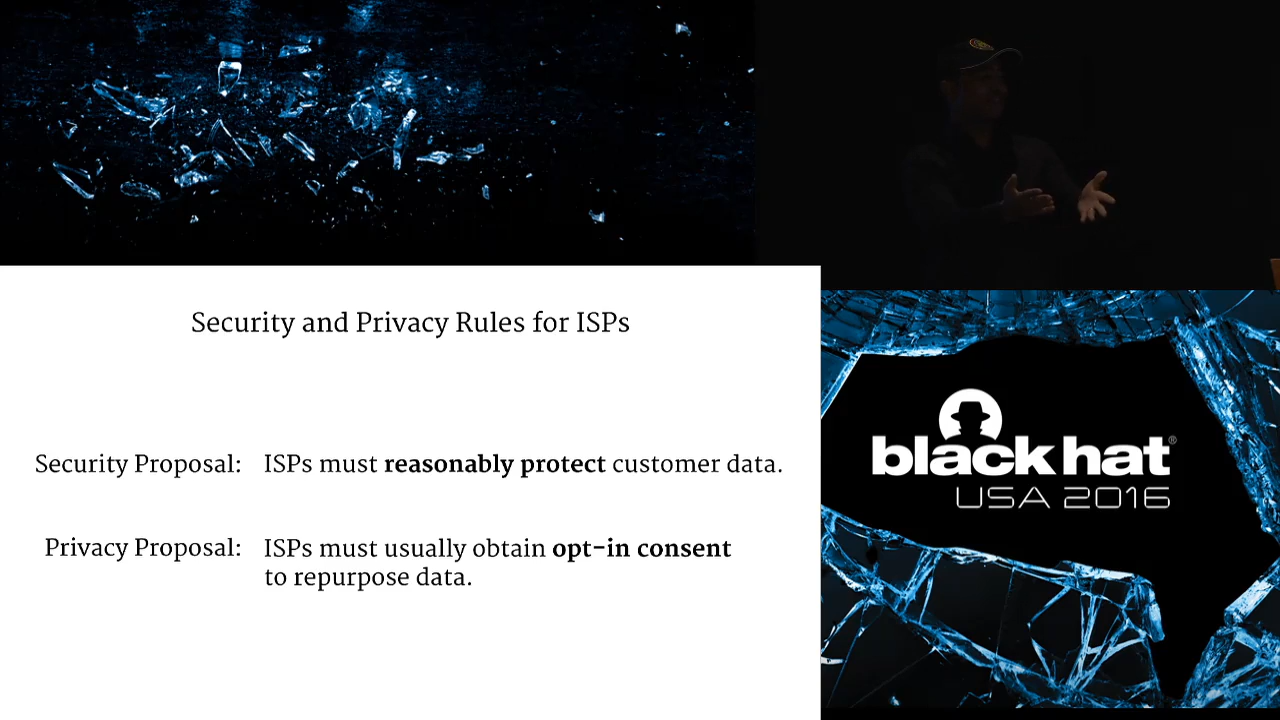 Security and Privacy Rules for ISPs
Security Proposal: ISPs must reasonably protect customer data.
Privacy Proposal: ISPs must usually obtain opt-in consent
to repurpose data.
black hat®
USA 2016